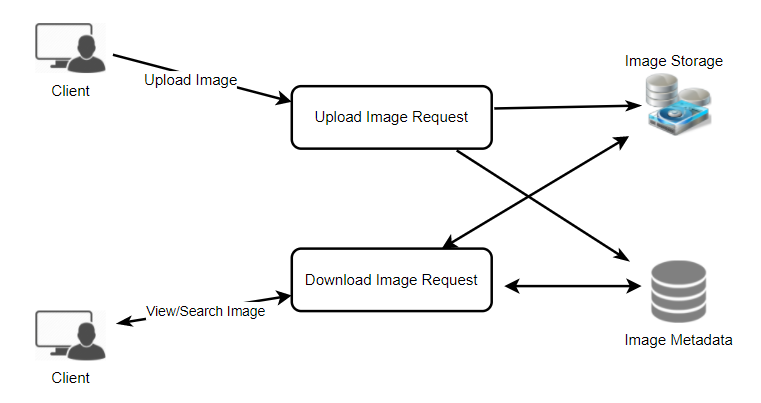 Image Storage
Client
Upload Image
Upload Image Request
Download Image Request
View/Search Image
Image Metadata
Client